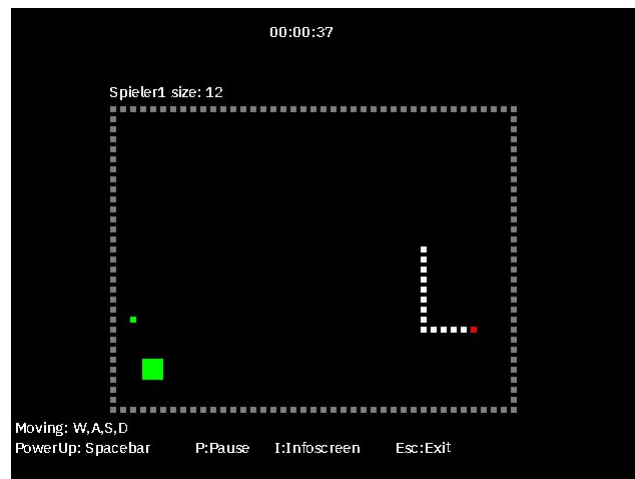 00:00:37
Spieler1 size: 12
Moving: W,A,S,D
PowerUp: Spacebar P:Pause I:Infoscreen Esc:Exit